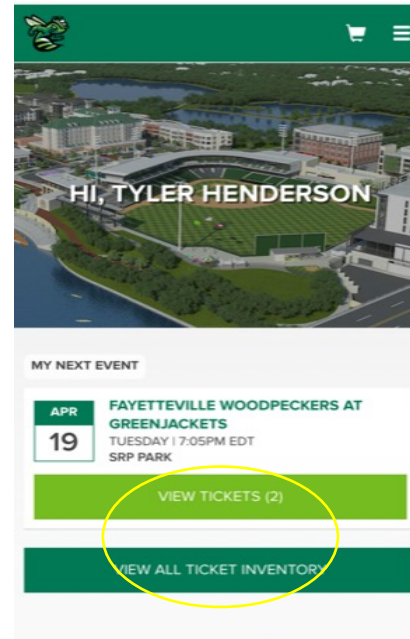 HI, TYLER HENDERSON
MY NEXT EVENT
APR
19
FAYETTEVILLE WOODPECKERS AT
GREENJACKETS
TUESDAY | 7:05PM EDT
SRP PARK
VIEW TICKETS (2)
VIEW ALL TICKET INVENTORY